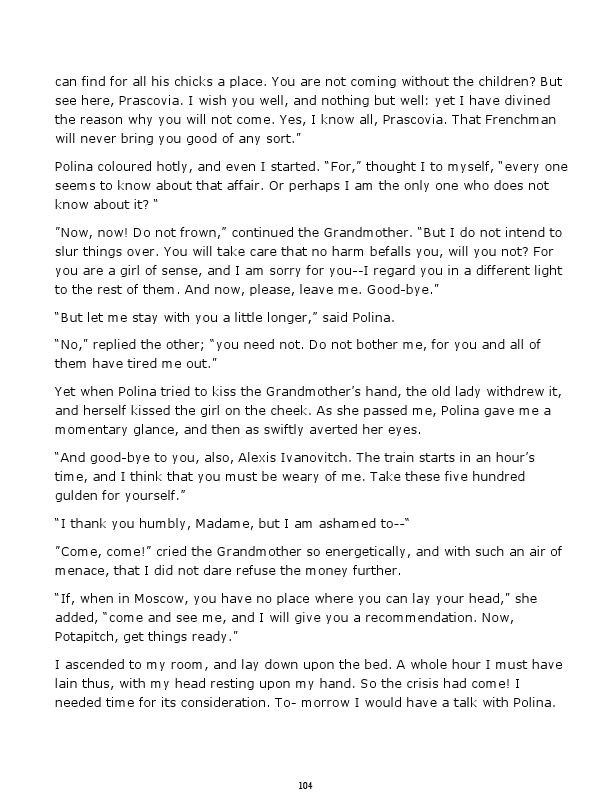 can find for all his chicks a place. You are not coming without the children? But
see here, Prascovia. I wish you well, and nothing but well: yet I have divined
the reason why you will not come. Yes, I know all, Prascovia. That Frenchman
will never bring you good of any sort.”
Polina coloured hotly, and even I started. “For,” thought I to myself, “every one
seems to know about that affair. Or perhaps I am the only one who does not
know about it? “
”Now, now! Do not frown,” continued the Grandmother. “But I do not intend to
slur things over. You will take care that no harm befalls you, will you not? For
you are a girl of sense, and I am sorry for you--I regard you in a different light
to the rest of them. And now, please, leave me. Good-bye.”
“But let me stay with you a little longer,” said Polina.
“No,” replied the other; “you need not. Do not bother me, for you and all of
them have tired me out.”
Yet when Polina tried to kiss the Grandmother’s hand, the old lady withdrew it,
and herself kissed the girl on the cheek. As she passed me, Polina gave me a
momentary glance, and then as swiftly averted her eyes.
“And good-bye to you, also, Alexis Ivanovitch. The train starts in an hour’s
time, and I think that you must be weary of me. Take these five hundred
gulden for yourself.”
“I thank you humbly, Madame, but I am ashamed to--“
”Come, come!” cried the Grandmother so energetically, and with such an air of
menace, that I did not dare refuse the money further.
“If, when in Moscow, you have no place where you can lay your head,” she
added, “come and see me, and I will give you a recommendation. Now,
Potapitch, get things ready.”
I ascended to my room, and lay down upon the bed. A whole hour I must have
lain thus, with my head resting upon my hand. So the crisis had come! I
needed time for its consideration. To- morrow I would have a talk with Polina.
104